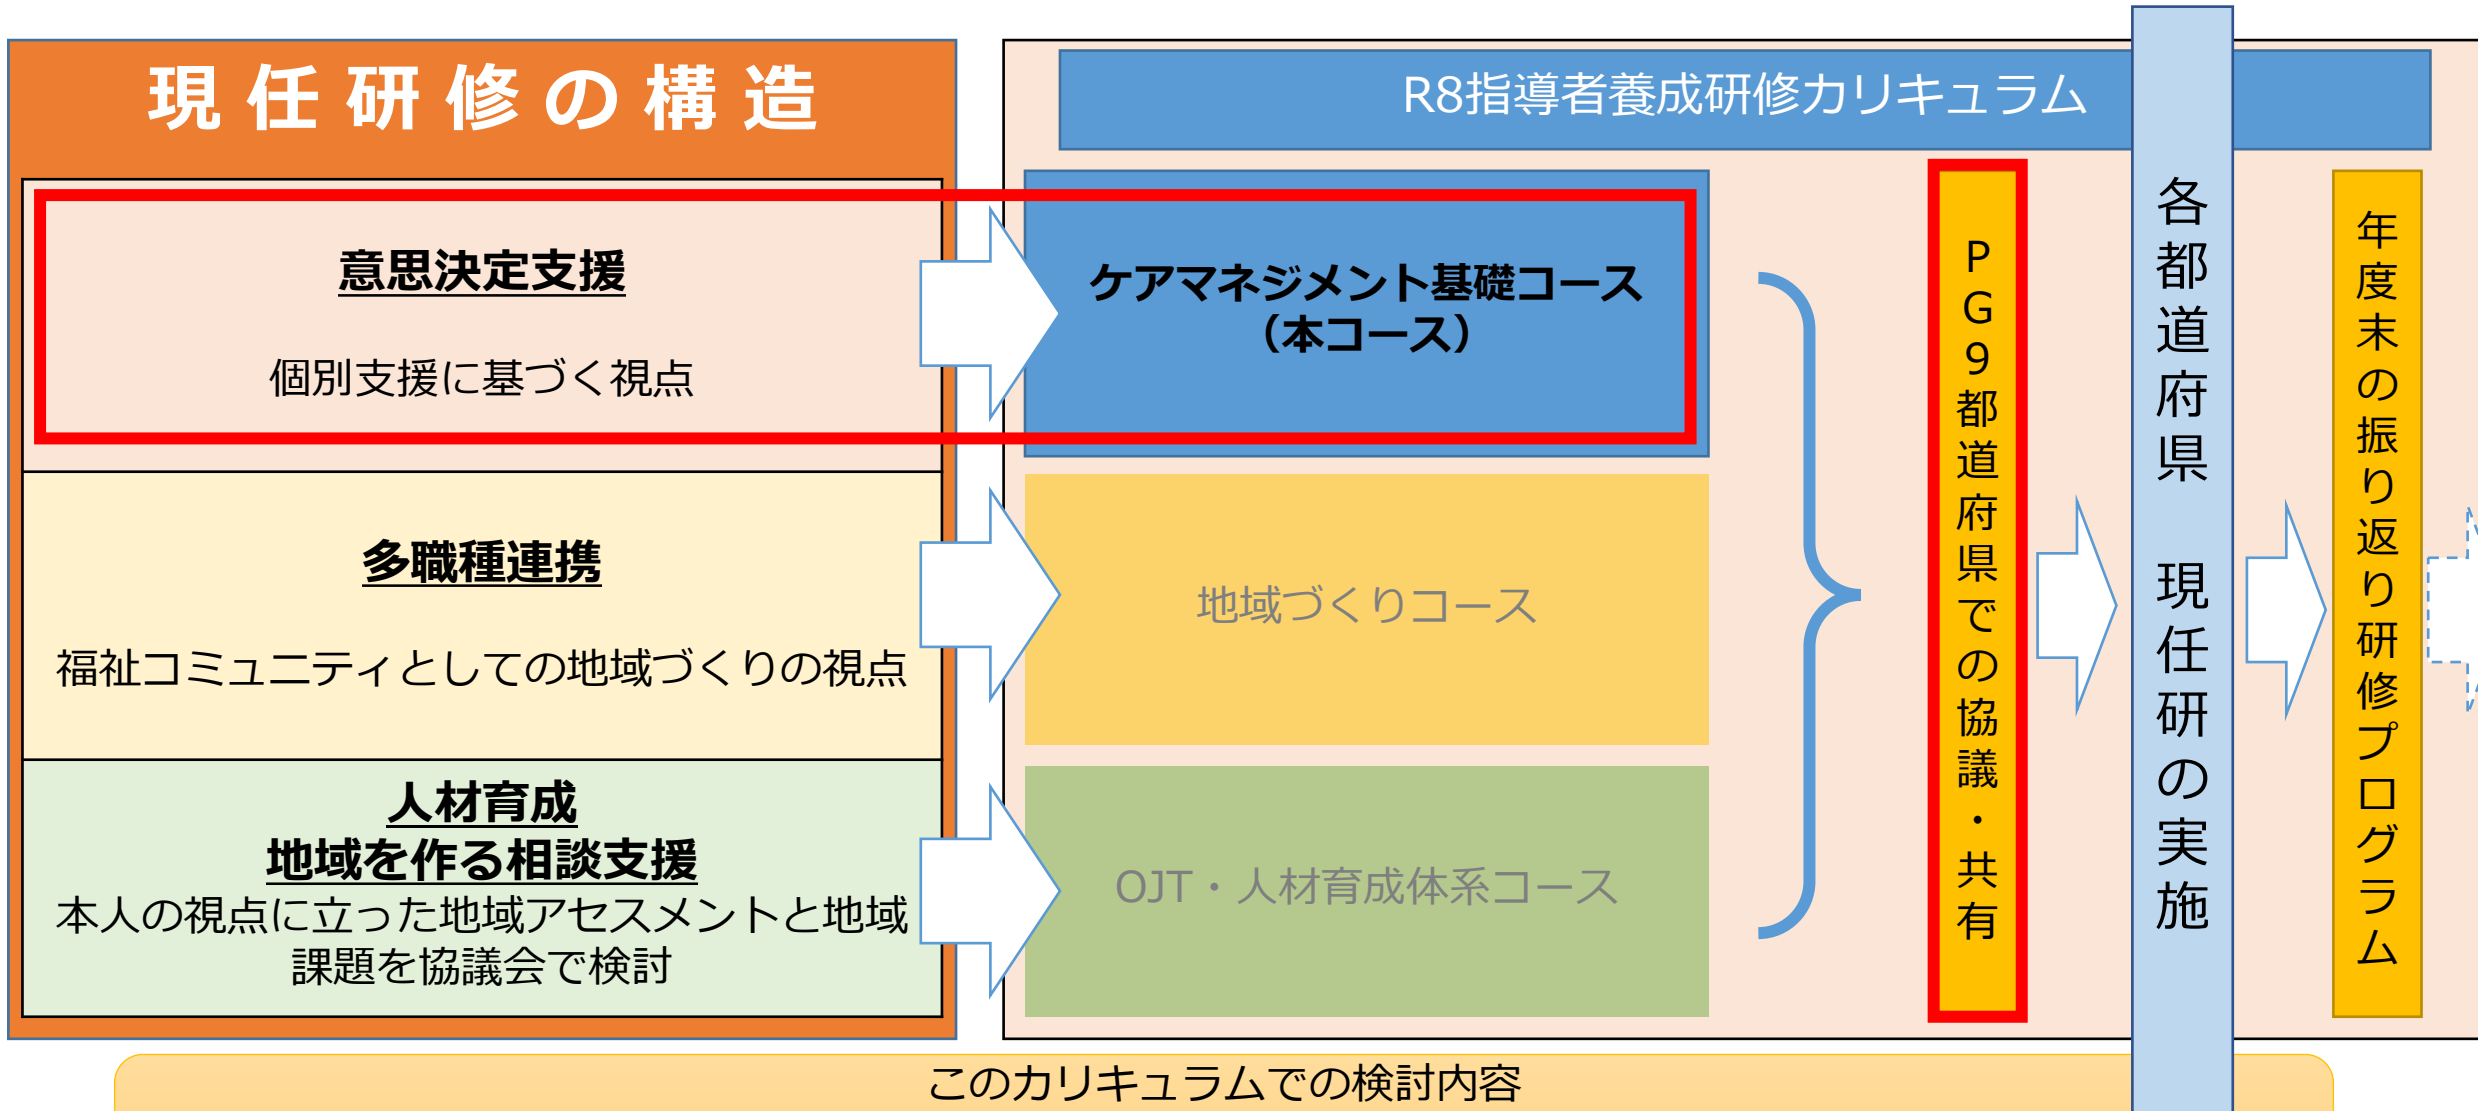 現任研修の構造
R8指導者養成研修カリキュラム
意思決定支援
個別支援に基づく視点
ケアマネジメント基礎コース
（本コース）
多職種連携
福祉コミュニティとしての地域づくりの視点
地域づくりコース
人材育成
地域を作る相談支援
本人の視点に立った地域アセスメントと地域
課題を協議会で検討
OJT・人材育成体系コース
PG9都道府県での協議・共有
各都道府県　現任研の実施
年度末の振り返り研修プログラム
このカリキュラムでの検討内容